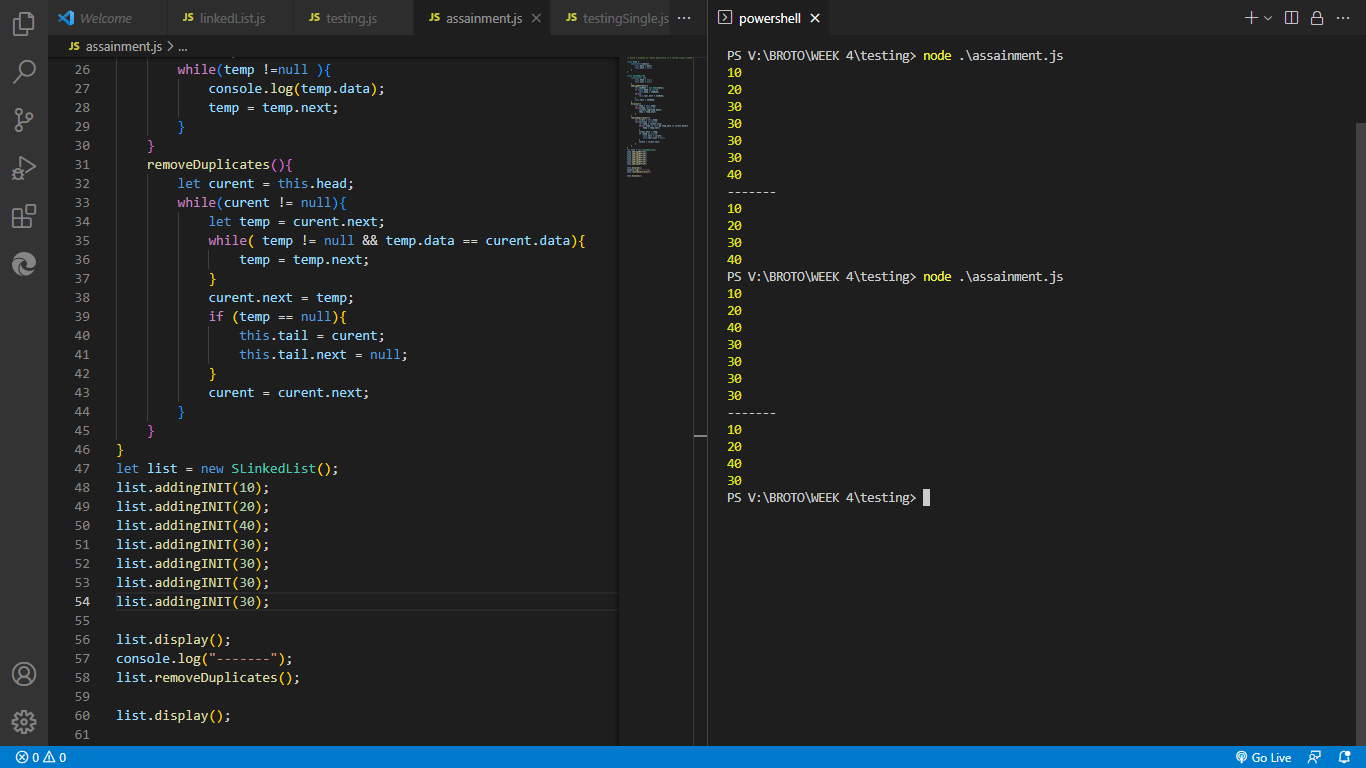 Welcome
JS linkedList.js
JS testing.js
JS assainment.js
JS testingSingle.js
powershell
JS assainment.js > ...
26 while(temp !=null ){
27 console.log(temp.data);
28 temp = temp.next;
29 }
30 }
31 removeDuplicates(){
32 let curent = this.head;
33 while(curent != null){
34 let temp = curent.next;
35 while( temp != null && temp.data == curent.data){
36 temp = temp.next;
37 }
38 curent.next = temp;
39 if (temp == null){
40 this.tail = curent;
41 this.tail.next = null;
42 }
43 curent = curent.next;
44 }
45 }
46 }
47 let list = new SLinkedList();
48 list.addingINIT(10);
49 list.addingINIT(20);
50 list.addingINIT(40);
51 list.addingINIT(30);
52 list.addingINIT(30);
53 list.addingINIT(30);
54 list.addingINIT(30);
55
56 list.display();
57 console.log("-------");
58 list.removeDuplicates();
59
60 list.display();
61
PS V:\BROTO\WEEK 4\testing> node .\assainment.js
10
20
30
30
30
30
40
-------
10
20
30
40
PS V:\BROTO\WEEK 4\testing> node .\assainment.js
10
20
40
30
30
30
30
-------
10
20
40
30
PS V:\BROTO\WEEK 4\testing>
0 0
Go Live